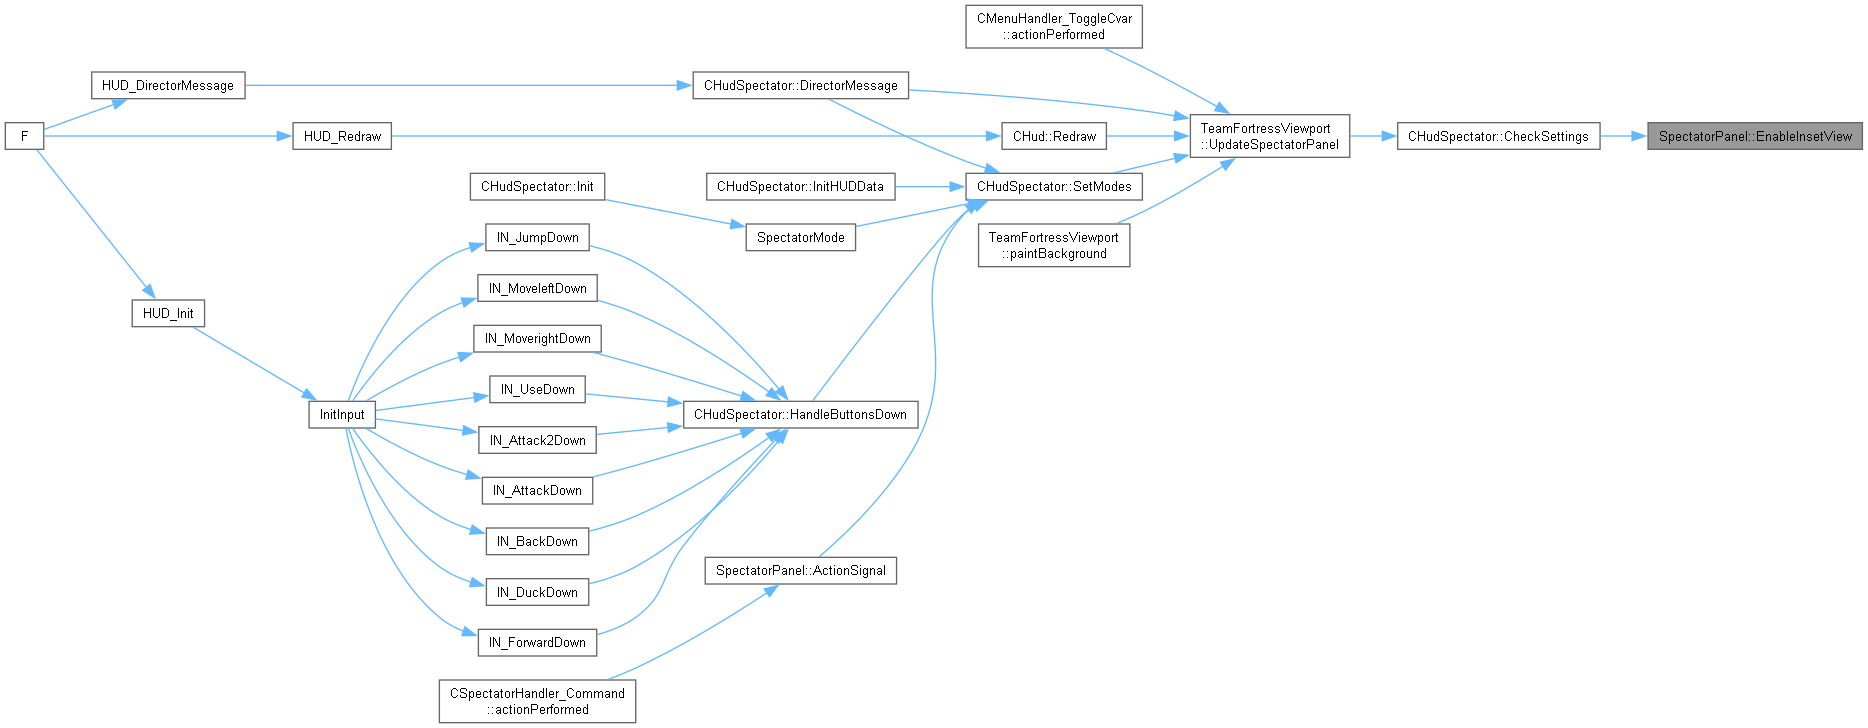 CMenuHandler_ToggleCvar
::actionPerformed
HUD_DirectorMessage
CHudSpectator::DirectorMessage
F
HUD_Redraw
CHud::Redraw
TeamFortressViewport
::UpdateSpectatorPanel
CHudSpectator::CheckSettings
SpectatorPanel::EnableInsetView
CHudSpectator::Init
CHudSpectator::InitHUDData
CHudSpectator::SetModes
IN_JumpDown
SpectatorMode
TeamFortressViewport
::paintBackground
IN_MoveleftDown
HUD_Init
IN_MoverightDown
IN_UseDown
InitInput
CHudSpectator::HandleButtonsDown
IN_Attack2Down
IN_AttackDown
IN_BackDown
SpectatorPanel::ActionSignal
IN_DuckDown
IN_ForwardDown
CSpectatorHandler_Command
::actionPerformed